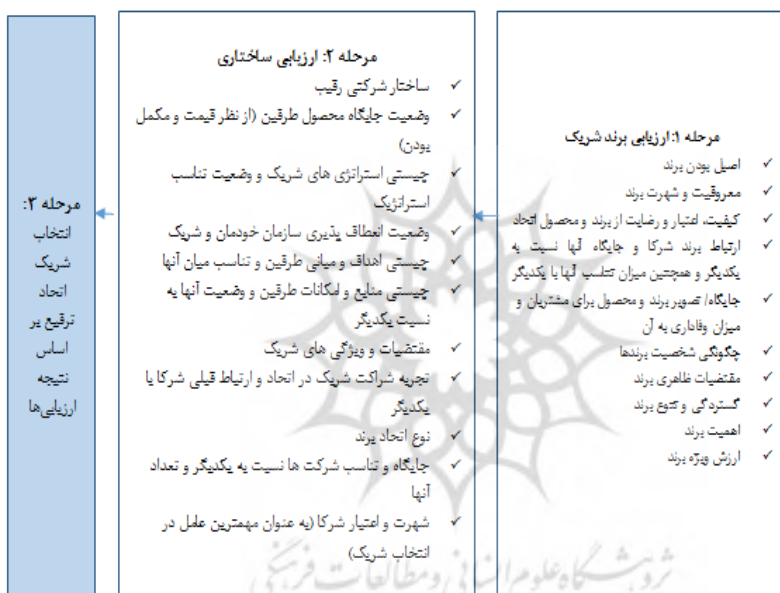 مرحله ۱: ارزیابی برند شریک
✓ اصیل بودن برند
✓ معروفیت و شهرت برند
✓ کیفیت، اعتبار و رضایت از برند و محصول اتحاد
✓ ارتباط برند شرکا و جایگاه آنها نسبت به
یکدیگر و همچنین میزان تناسب آنها با یکدیگر
✓ جایگاه/ تصویر برند و محصول برای مشتریان و
میزان وفاداری به آن
✓ چگونگی شخصیت برندها
✓ مقتضیات ظاهری برند
✓ گستردگی و تنوع برند
✓ اهمیت برند
✓ ارزش ویژه برند
مرحله ۲: ارزیابی ساختاری
✓ ساختار شرکتی رقیب
✓ وضعیت جایگاه محصول طرفین (از نظر قیمت و مکمل
بودن)
✓ چیستی استراتژی های شریک و وضعیت تناسب
استراتژیک
✓ وضعیت انعطاف پذیری سازمان خودمان و شریک
✓ چیستی اهداف و مبانی طرفین و تناسب میان آنها
✓ چیستی منابع و امکانات طرفین و وضعیت آنها به
نسبت یکدیگر
✓ مقتضیات و ویژگی های شریک
✓ تجربه شراکت شریک در اتحاد و ارتباط قبلی شرکا با
یکدیگر
✓ نوع اتحاد برند
✓ جایگاه و تناسب شرکت ها نسبت به یکدیگر و تعداد
آنها
✓ شهرت و اعتبار شرکا (به عنوان مهمترین عامل در
انتخاب شریک)
مرحله ۳:
انتخاب
شریک
اتحاد
ترفیع بر
اساس
نتیجه
ارزیابی‌ها
پژوهشگاه علوم انسانی و مطالعات فرهنگی